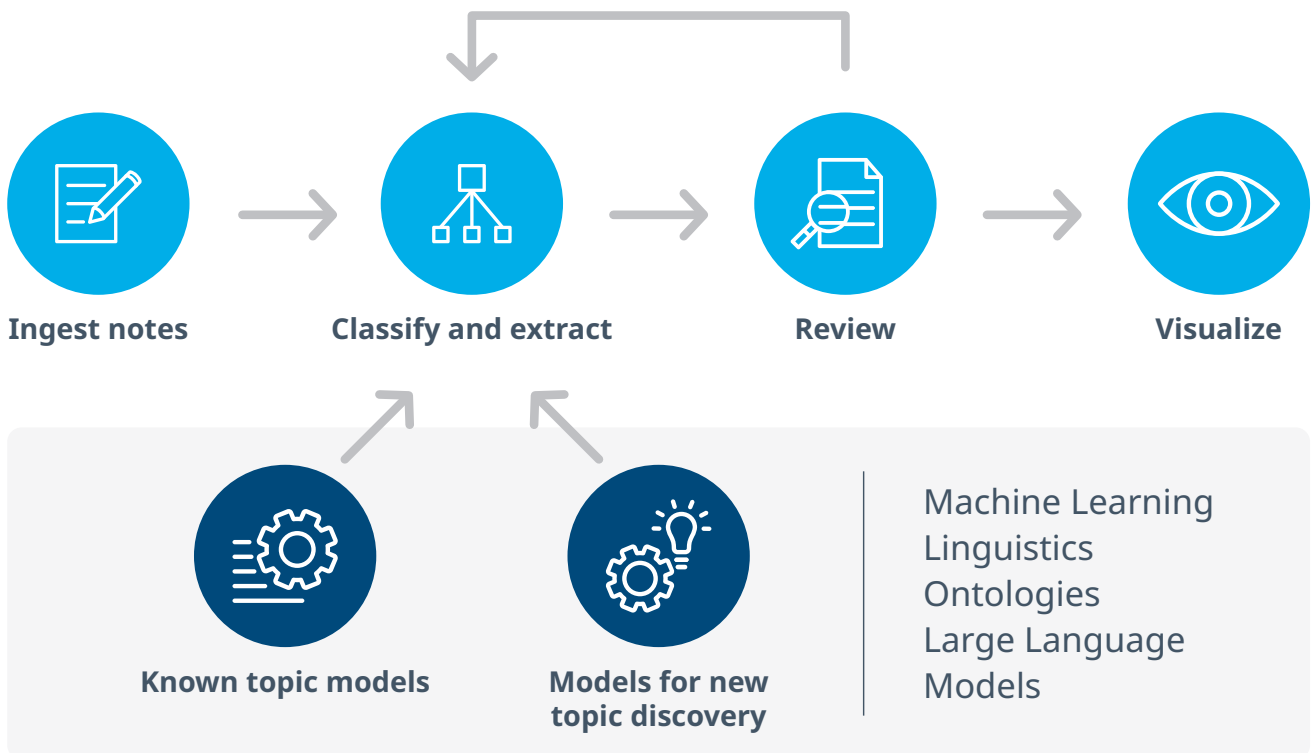 Ingest notes
Classify and extract
Review
Visualize
Known topic models
Models for new
topic discovery
Machine Learning
Linguistics
Ontologies
Large Language
Models